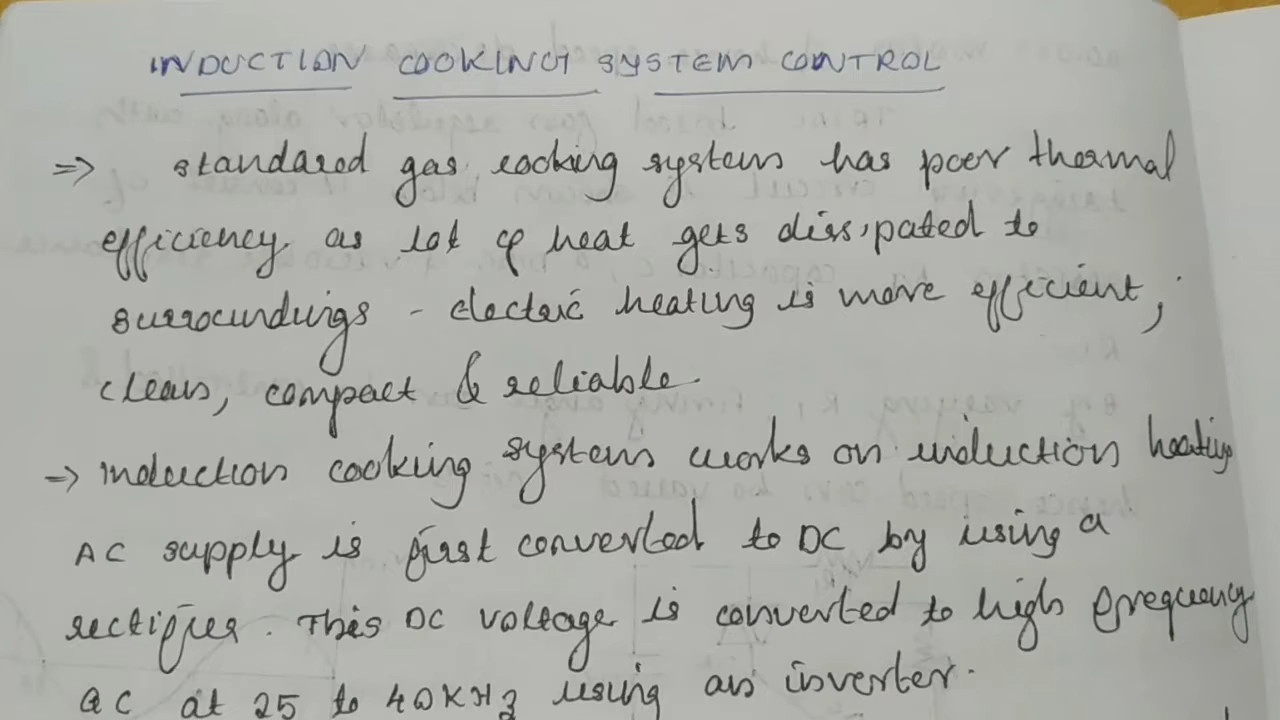 INDUCTION COOKING SYSTEM CONTROL
=> standared gas cooking system has poor thermal
efficiency as lot of heat gets dissipated to
surroundings - electric heating is more efficient,
clean, compact & reliable.
-> Induction cooking system works on induction heating
AC supply is first converted to DC by using a
rectifier. This DC voltage is converted to high frequency
ac at 25 to 40KHz using an inverter.